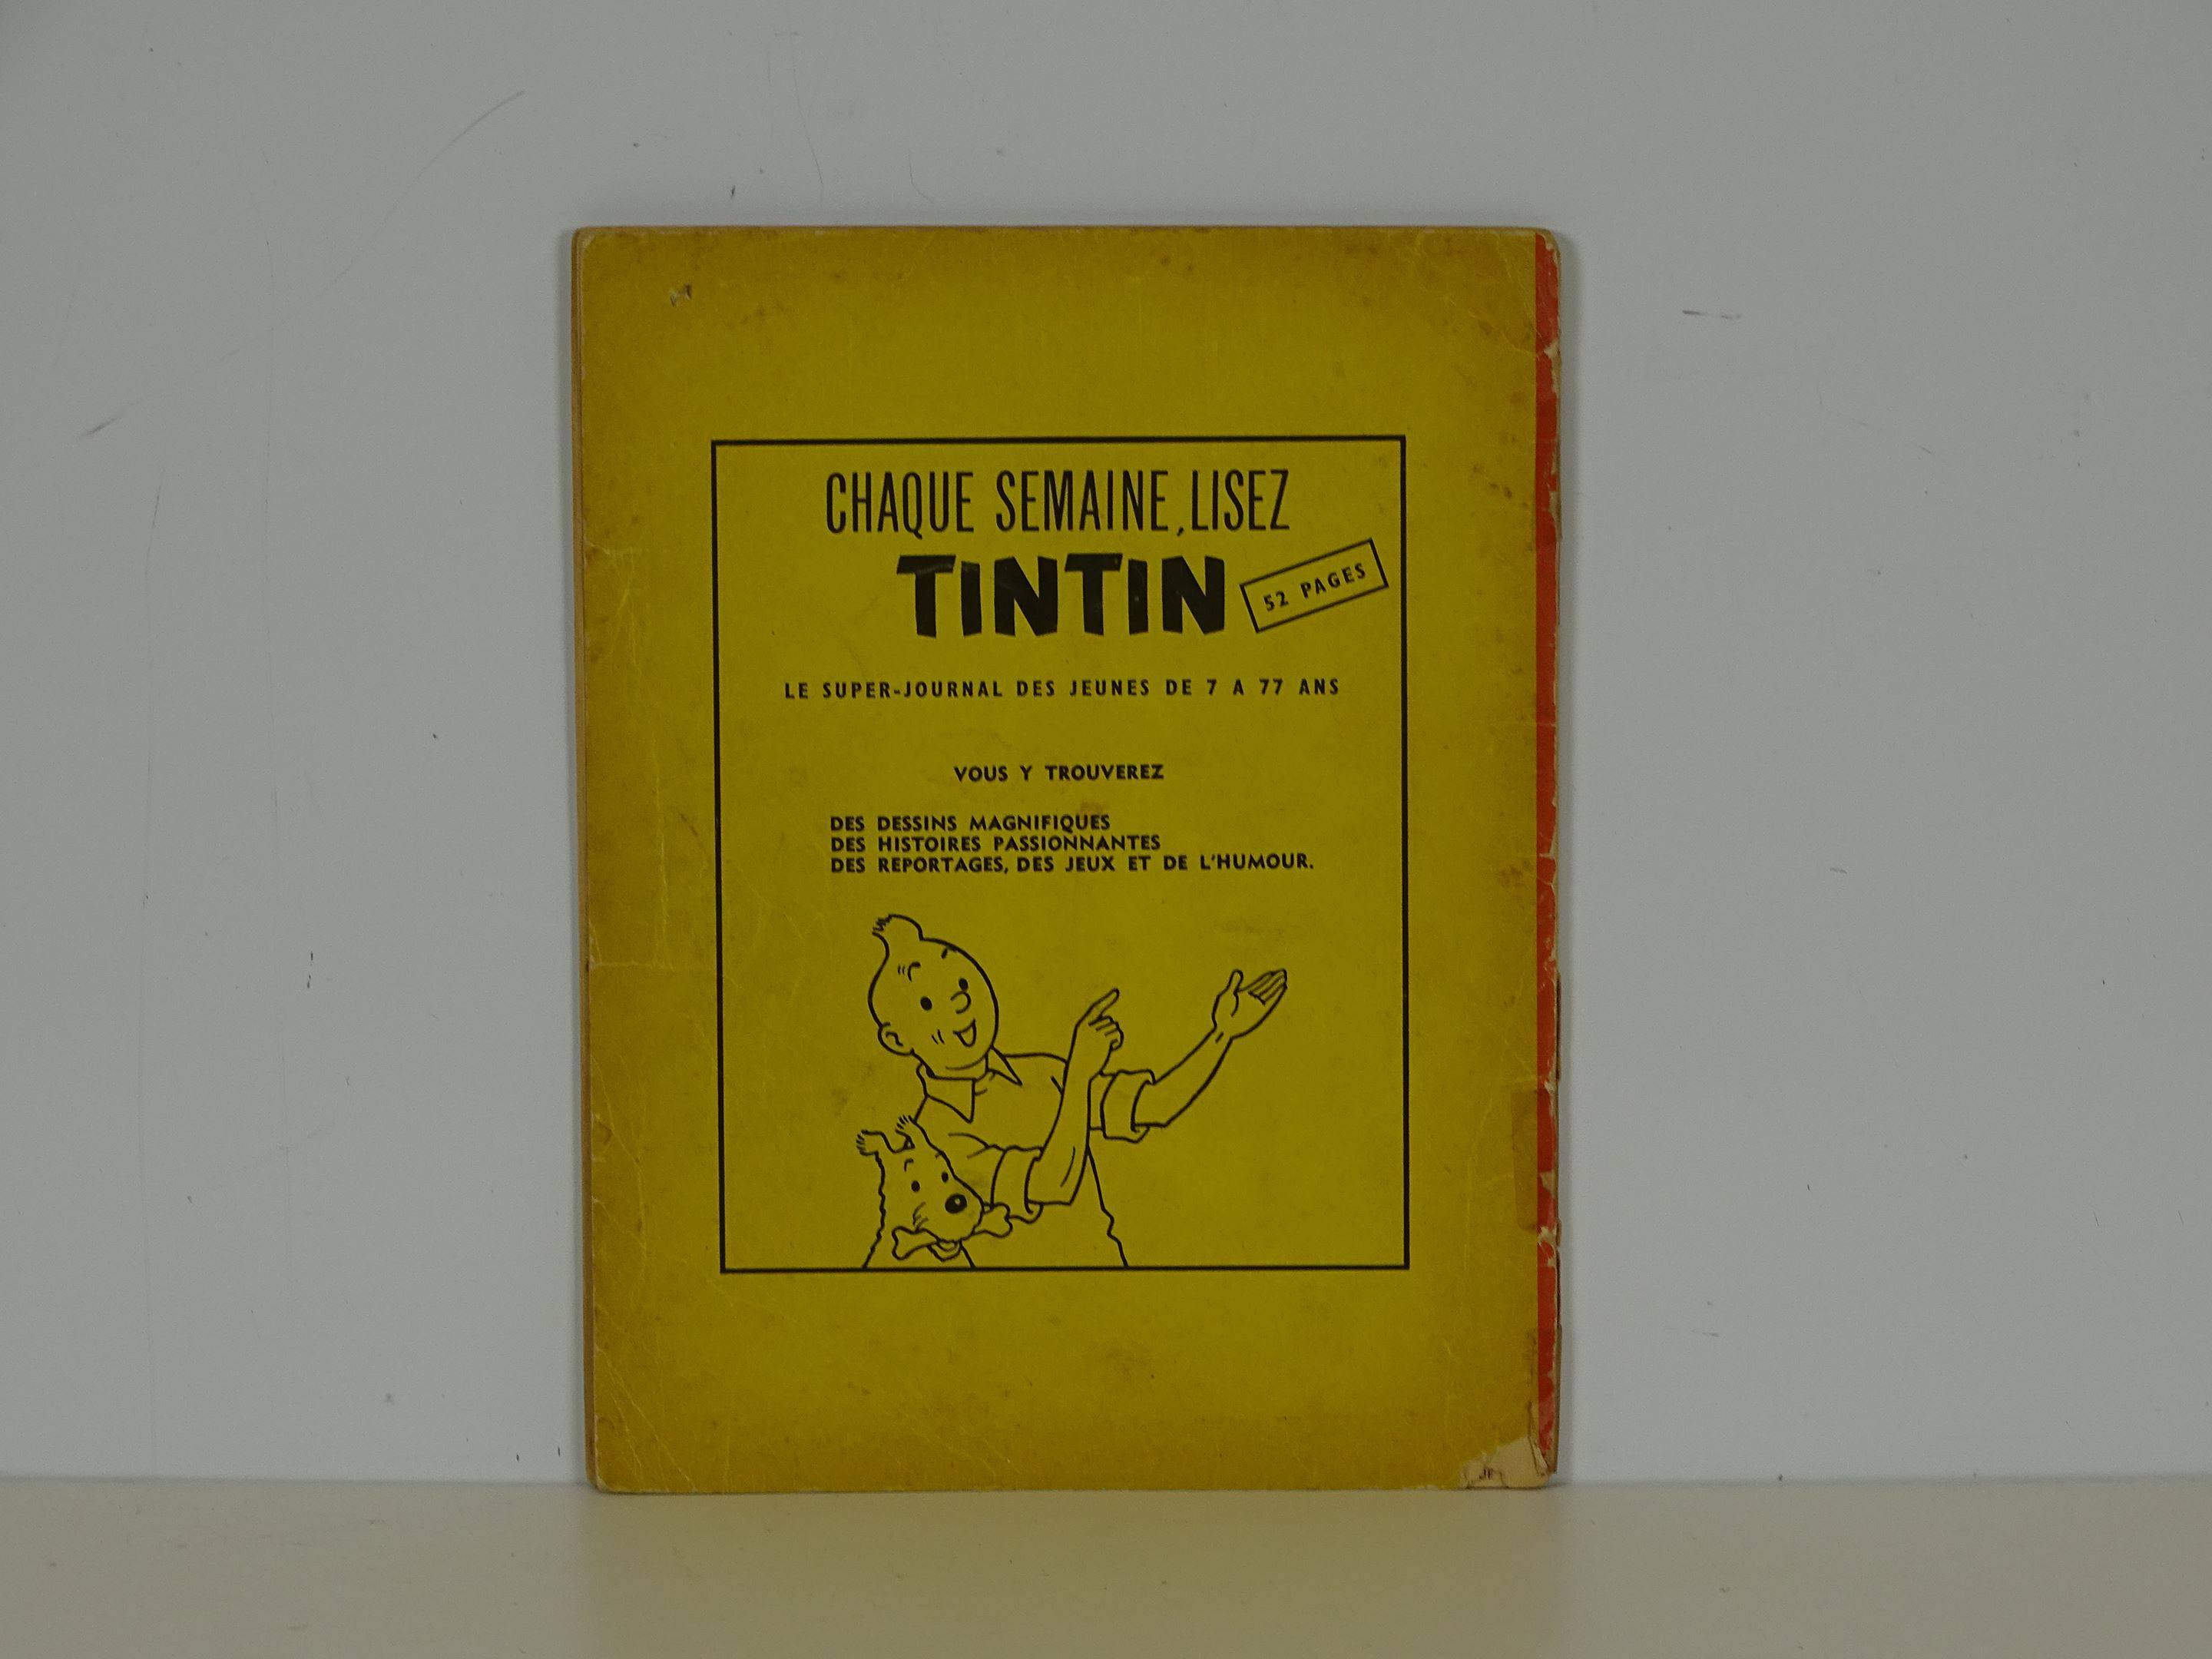 CHAQUE SEMAINE, LISEZ
TINTIN
52 PAGES
LE SUPER-JOURNAL DES JEUNES DE 7 A 77 ANS
VOUS Y TROUVEREZ
DES DESSINS MAGNIFIQUES
DES HISTOIRES PASSIONNANTES
DES REPORTAGES, DES JEUX ET DE L'HUMOUR.